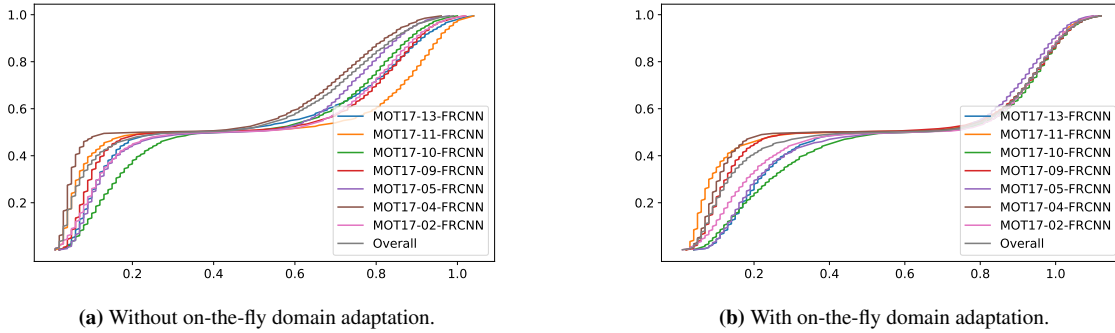 1.0
0.8
0.6
0.4
0.2
0.2
0.4
0.6
0.8
1.0
MOT17-13-FRCNN
MOT17-11-FRCNN
MOT17-10-FRCNN
MOT17-09-FRCNN
MOT17-05-FRCNN
MOT17-04-FRCNN
MOT17-02-FRCNN
Overall
(a) Without on-the-fly domain adaptation.
1.0
0.8
0.6
0.4
0.2
0.2
0.4
0.6
0.8
1.0
MOT17-13-FRCNN
MOT17-11-FRCNN
MOT17-10-FRCNN
MOT17-09-FRCNN
MOT17-05-FRCNN
MOT17-04-FRCNN
MOT17-02-FRCNN
Overall
(b) With on-the-fly domain adaptation.